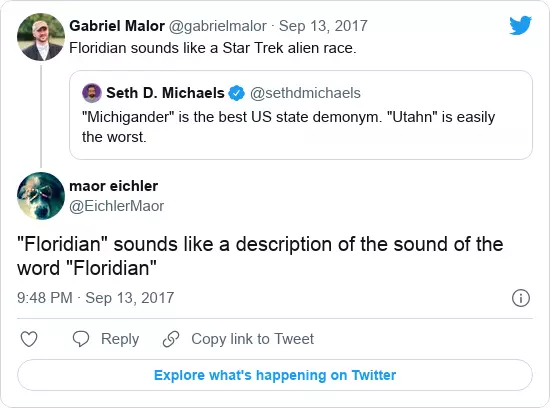 Gabriel Malor @gabrielmalor · Sep 13, 2017
Floridian sounds like a Star Trek alien race.
Seth D. Michaels @sethdmichaels
"Michigander" is the best US state demonym. "Utahn" is easily
the worst.
maor eichler
@EichlerMaor
"Floridian" sounds like a description of the sound of the
word "Floridian"
9:48 PM · Sep 13, 2017
Reply
Copy link to Tweet
Explore what's happening on Twitter